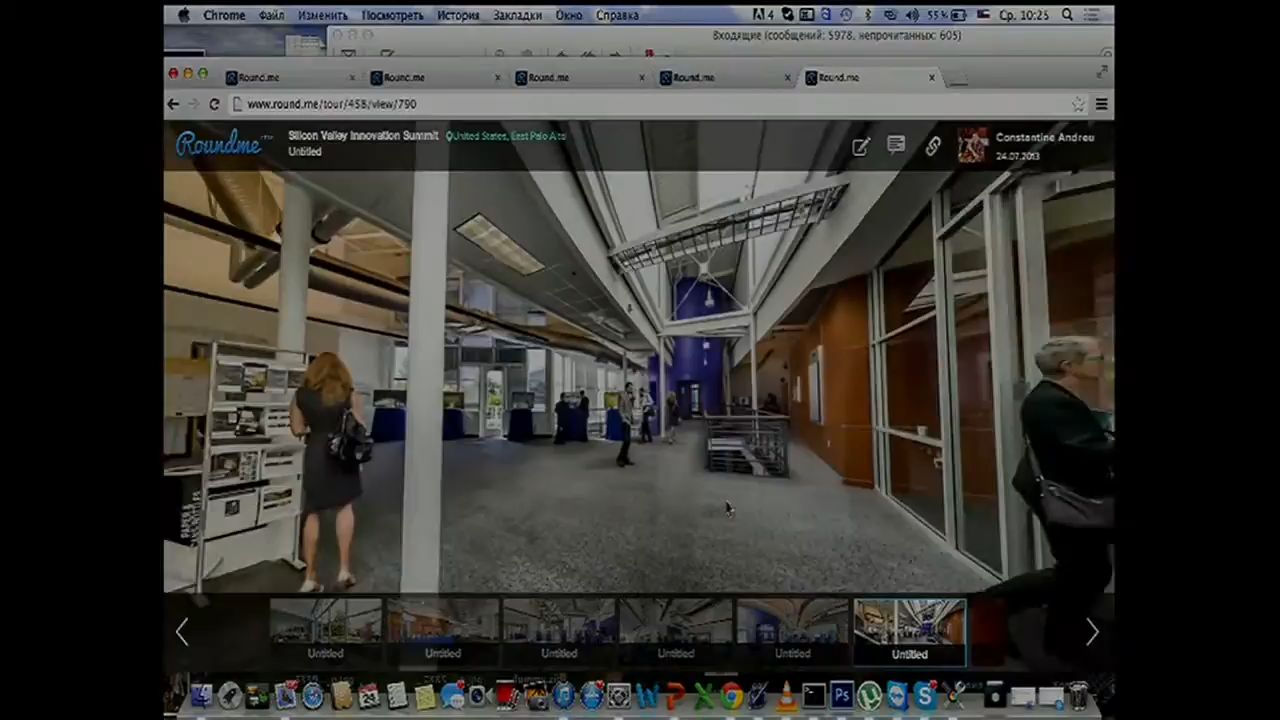 Chrome Файл Изменить Посмотреть История Закладки Окно Справка
4 55% Ср. 10:25
Входящие (сообщений: 5978, непрочитанных: 605)
Round.me Round.me Round.me Round.me Round.me
www.round.me/tour/458/view/790
Roundme
Silicon Valley Innovation Summit United States, East Palo Alto
Untitled
Constantine Andreu
24.07.2013
Untitled Untitled Untitled Untitled Untitled Untitled